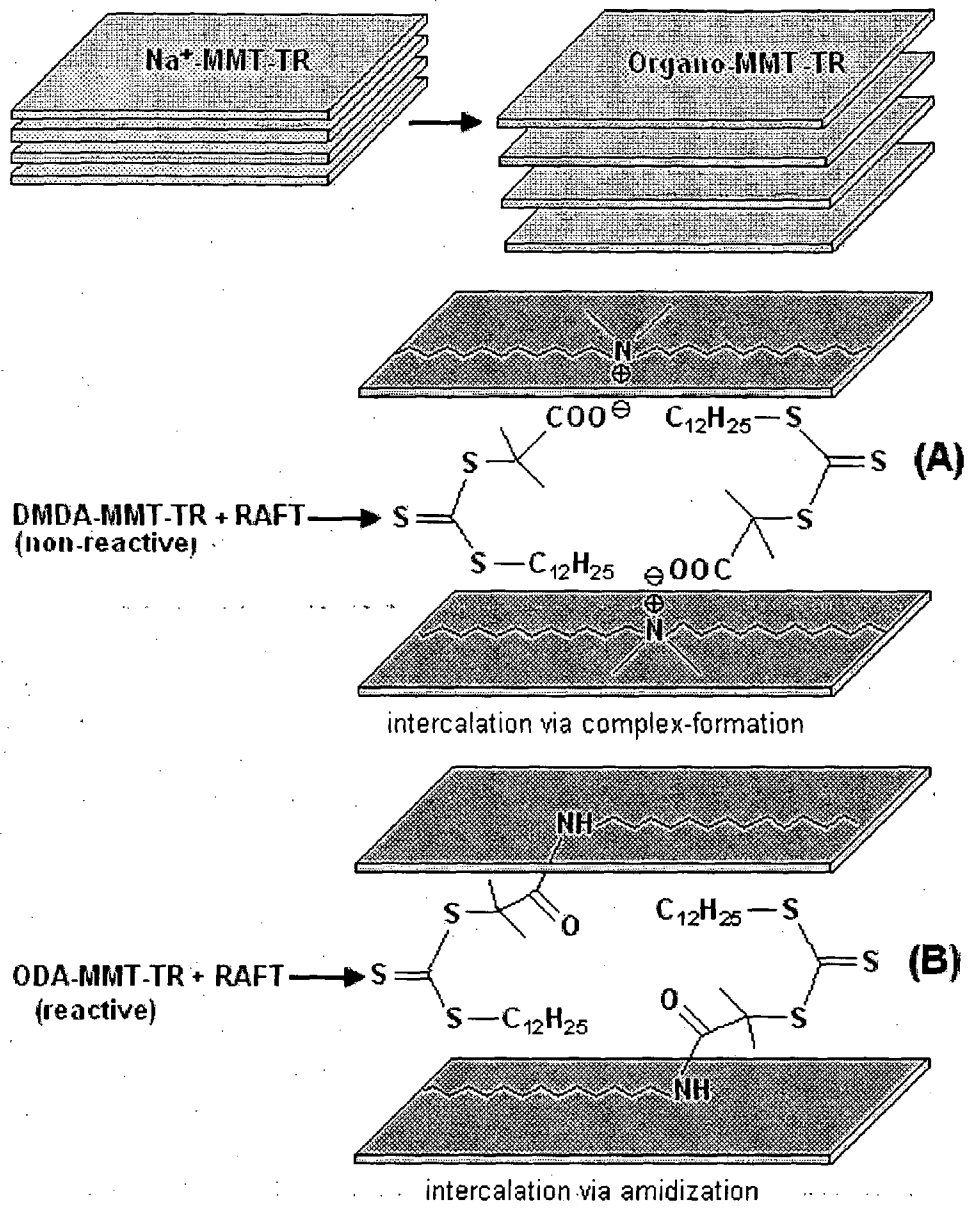 Na⁺-MMT-TR
Organo-MMT-TR
N
⊕
COO⊖
C₁₂H₂₅—S
S
S
(A)
DMDA-MMT-TR + RAFT
(non-reactive)
S
S
S—C₁₂H₂₅
⊖OOC
⊕
N
intercalation via complex-formation
NH
S
O
C₁₂H₂₅—S
ODA-MMT-TR + RAFT
(reactive)
S
S
(B)
S—C₁₂H₂₅
O
S
NH
intercalation via amidization